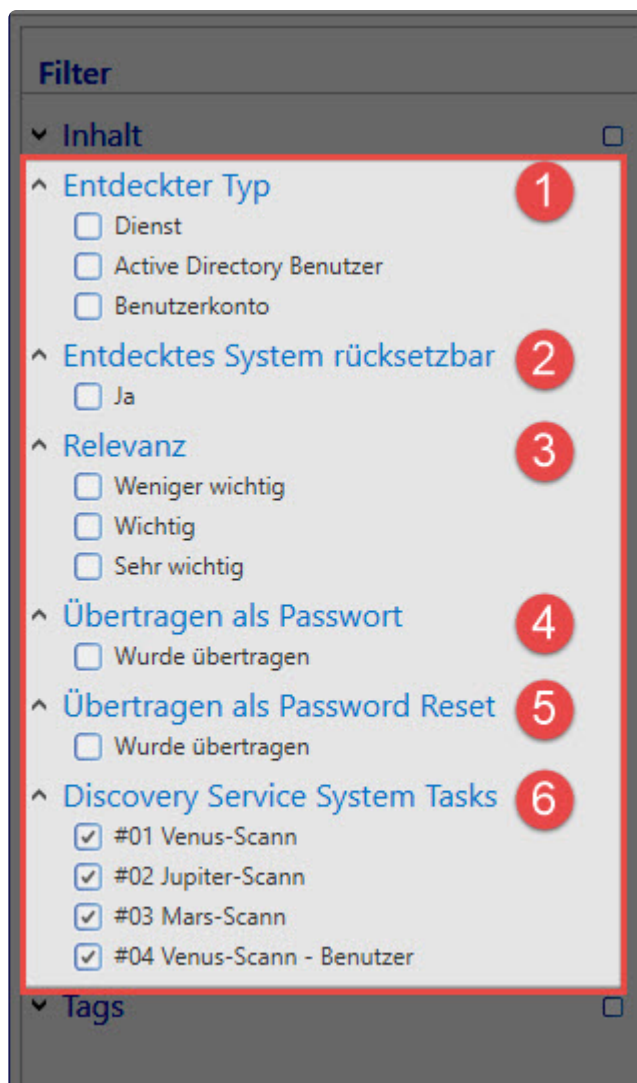 Filter
Inhalt
Entdeckter Typ 1
Dienst
Active Directory Benutzer
Benutzerkonto
Entdecktes System rücksetzbar 2
Ja
Relevanz 3
Weniger wichtig
Wichtig
Sehr wichtig
Übertragen als Passwort 4
Wurde übertragen
Übertragen als Password Reset 5
Wurde übertragen
Discovery Service System Tasks 6
#01 Venus-Scann
#02 Jupiter-Scann
#03 Mars-Scann
#04 Venus-Scann - Benutzer
Tags